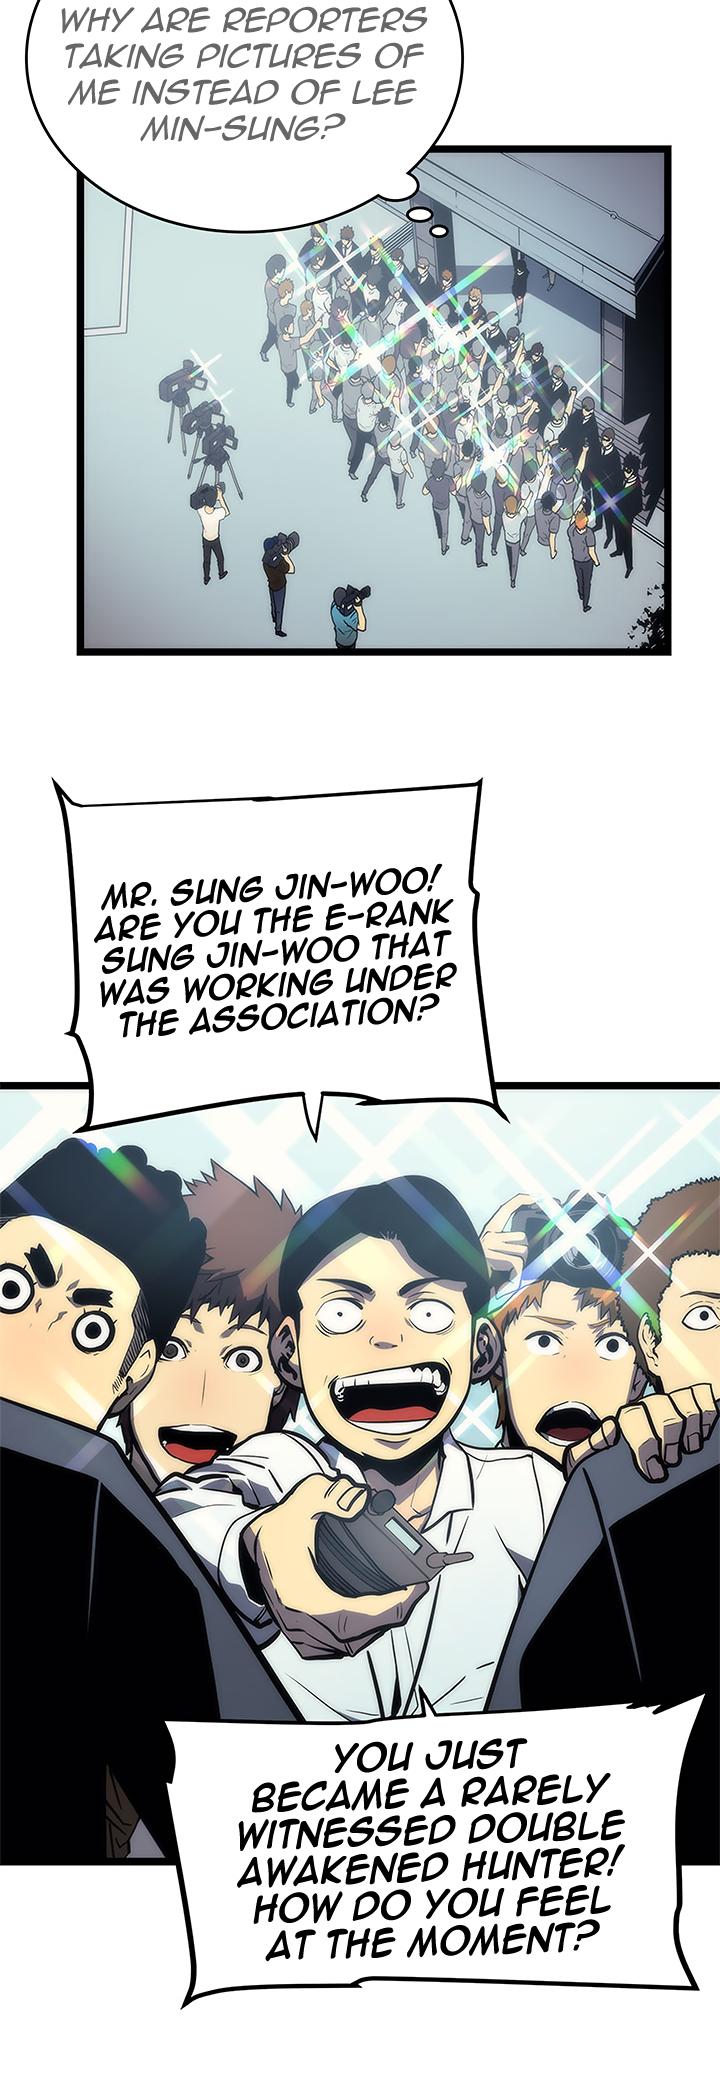 WHY ARE REPORTERS
TAKING PICTURES OF
ME INSTEAD OF LEE
MIN-SUNG?
MR. SUNG JIN-WOO!
ARE YOU THE E-RANK
SUNG JIN-WOO THAT
WAS WORKING UNDER
THE ASSOCIATION?
YOU JUST
BECAME A RARELY
WITNESSED DOUBLE
AWAKENED HUNTER!
HOW DO YOU FEEL
AT THE MOMENT?